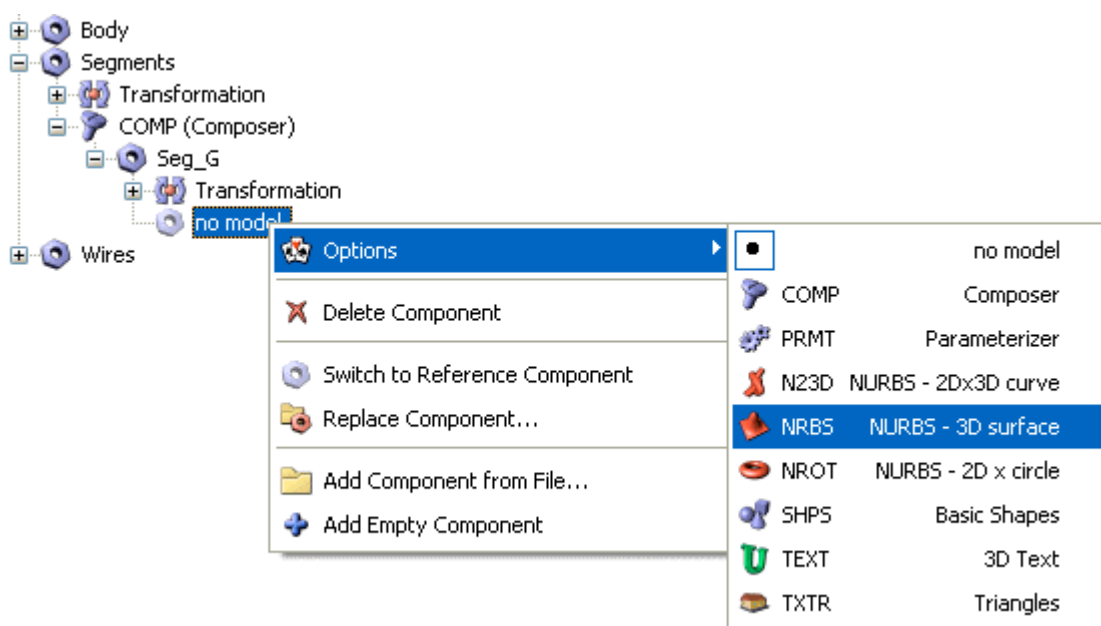 Body
Segments
Transformation
COMP (Composer)
Seg_G
Transformation
no model
Wires
Options
Delete Component
Switch to Reference Component
Replace Component...
Add Component from File...
Add Empty Component
no model
COMP Composer
PRMT Parameterizer
N23D NURBS - 2Dx3D curve
NRBS NURBS - 3D surface
NROT NURBS - 2D x circle
SHPS Basic Shapes
TEXT 3D Text
TXTR Triangles